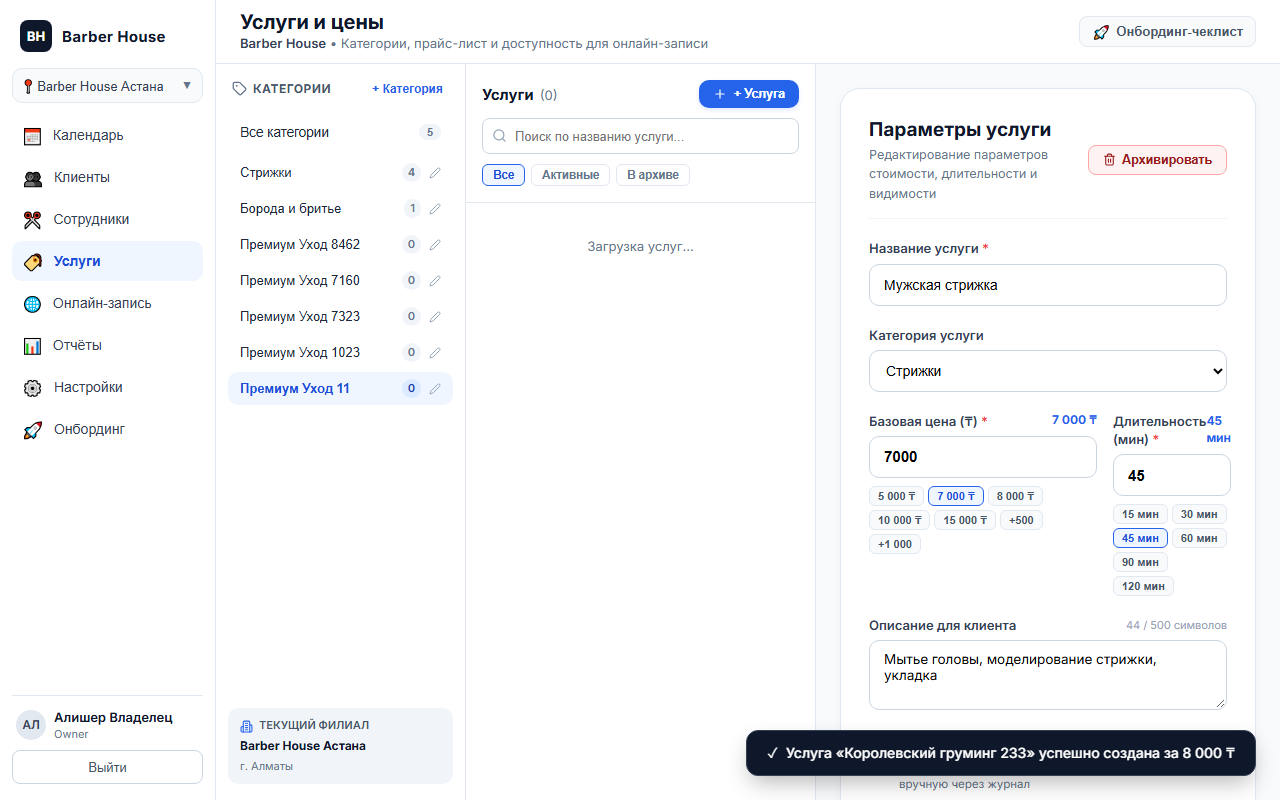 BH Barber House
Barber House Астана ▼
Календарь
Клиенты
Сотрудники
Услуги
Онлайн-запись
Отчёты
Настройки
Онбординг
АЛ
Алишер Владелец
Owner
Выйти
Услуги и цены
Barber House • Категории, прайс-лист и доступность для онлайн-записи
Онбординг-чеклист
КАТЕГОРИИ + Категория
Все категории 5
Стрижки 4
Борода и бритье 1
Премиум Уход 8462 0
Премиум Уход 7160 0
Премиум Уход 7323 0
Премиум Уход 1023 0
Премиум Уход 11 0
ТЕКУЩИЙ ФИЛИАЛ
Barber House Астана
г. Алматы
Услуги (0)
+ + Услуга
Поиск по названию услуги...
Все Активные В архиве
Загрузка услуг...
Параметры услуги
Редактирование параметров
стоимости, длительности и
видимости
Архивировать
Название услуги *
Мужская стрижка
Категория услуги
Стрижки
Базовая цена (₸) * 7 000 ₸
7000
5 000 ₸ 7 000 ₸ 8 000 ₸
10 000 ₸ 15 000 ₸ +500
+1 000
Длительность 45
(мин) * мин
45
15 мин 30 мин
45 мин 60 мин
90 мин
120 мин
Описание для клиента 44 / 500 символов
Мытье головы, моделирование стрижки,
укладка
✓ Услуга «Королевский груминг 233» успешно создана за 8 000 ₸
вручную через журнал